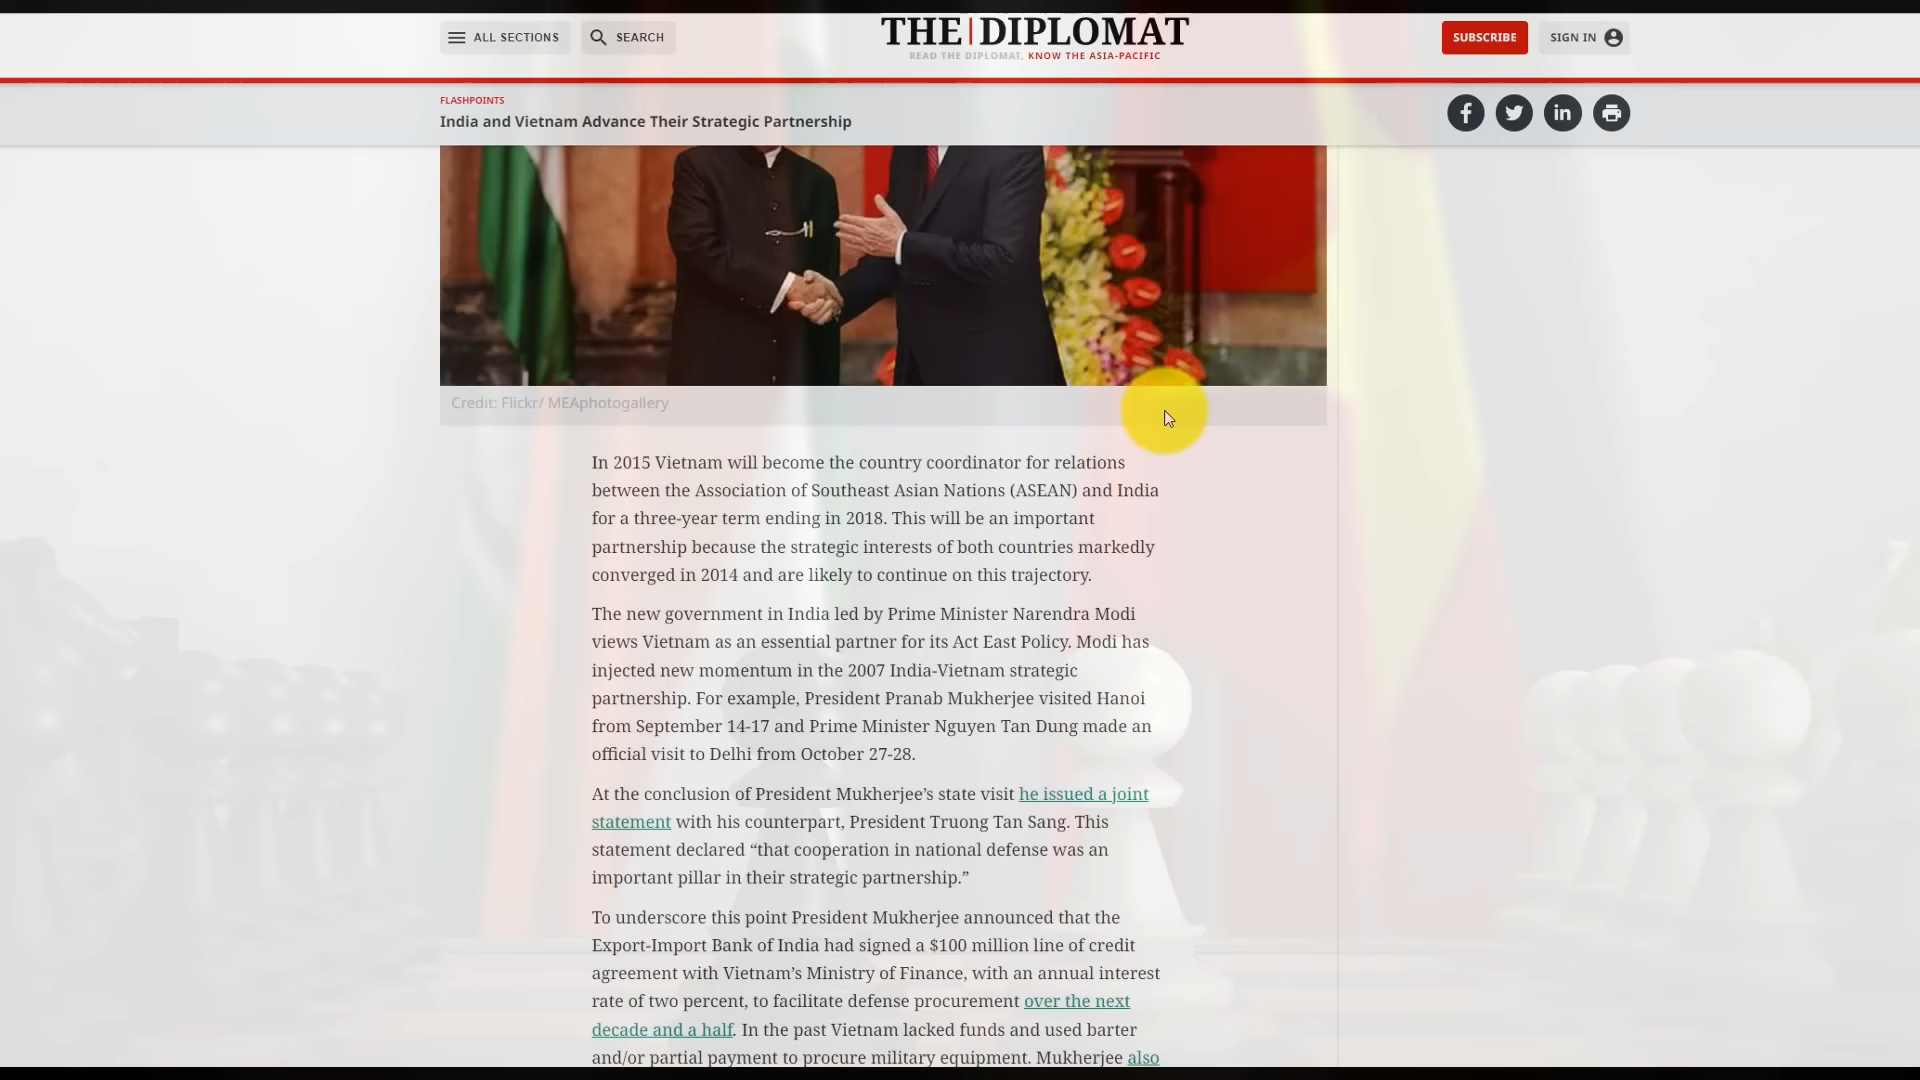 ALL SECTIONS
SEARCH
THE|DIPLOMAT
READ THE DIPLOMAT, KNOW THE ASIA-PACIFIC
SUBSCRIBE
SIGN IN
FLASHPOINTS
India and Vietnam Advance Their Strategic Partnership
Credit: Flickr/ MEAphotogallery
In 2015 Vietnam will become the country coordinator for relations
between the Association of Southeast Asian Nations (ASEAN) and India
for a three-year term ending in 2018. This will be an important
partnership because the strategic interests of both countries markedly
converged in 2014 and are likely to continue on this trajectory.
The new government in India led by Prime Minister Narendra Modi
views Vietnam as an essential partner for its Act East Policy. Modi has
injected new momentum in the 2007 India-Vietnam strategic
partnership. For example, President Pranab Mukherjee visited Hanoi
from September 14-17 and Prime Minister Nguyen Tan Dung made an
official visit to Delhi from October 27-28.
At the conclusion of President Mukherjee’s state visit he issued a joint
statement with his counterpart, President Truong Tan Sang. This
statement declared “that cooperation in national defense was an
important pillar in their strategic partnership.”
To underscore this point President Mukherjee announced that the
Export-Import Bank of India had signed a $100 million line of credit
agreement with Vietnam’s Ministry of Finance, with an annual interest
rate of two percent, to facilitate defense procurement over the next
decade and a half. In the past Vietnam lacked funds and used barter
and/or partial payment to procure military equipment. Mukherjee also